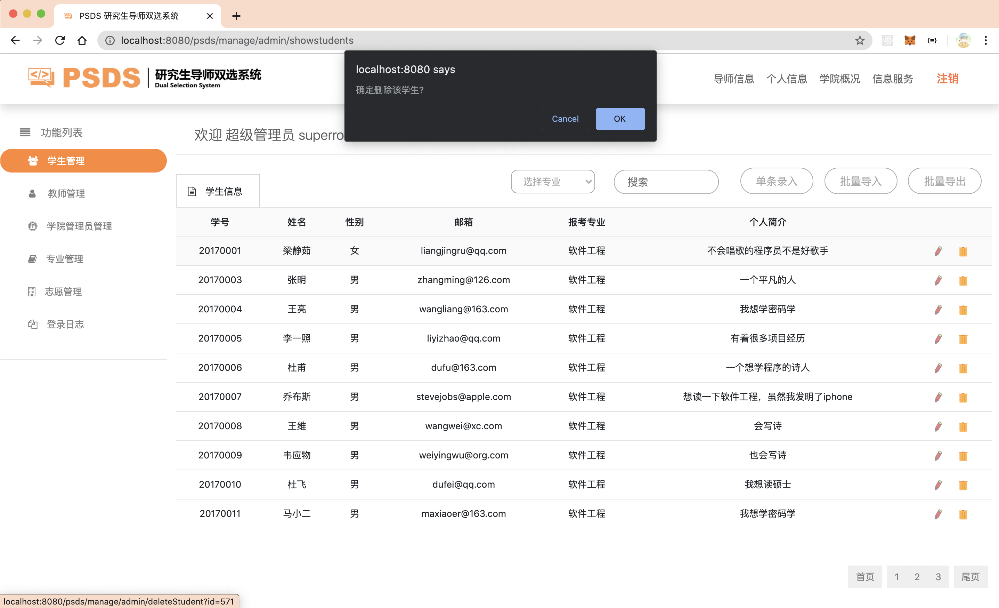 PSDS 研究生导师双选系统
localhost:8080/psds/manage/admin/showstudents
PSDS
研究生导师双选系统
Dual Selection System
导师信息 个人信息 学院概况 信息服务 注销
localhost:8080 says
确定删除该学生?
Cancel OK
功能列表
学生管理
教师管理
学院管理员管理
专业管理
志愿管理
登录日志
欢迎 超级管理员 superro
学生信息
选择专业 搜索 单条录入 批量导入 批量导出
学号 姓名 性别 邮箱 报考专业 个人简介
20170001 梁静茹 女 liangjingru@qq.com 软件工程 不会唱歌的程序员不是好歌手
20170003 张明 男 zhangming@126.com 软件工程 一个平凡的人
20170004 王亮 男 wangliang@163.com 软件工程 我想学密码学
20170005 李一照 男 liyizhao@qq.com 软件工程 有着很多项目经历
20170006 杜甫 男 dufu@163.com 软件工程 一个想学程序的诗人
20170007 乔布斯 男 stevejobs@apple.com 软件工程 想读一下软件工程，虽然我发明了iphone
20170008 王维 男 wangwei@xc.com 软件工程 会写诗
20170009 韦应物 男 weiyingwu@org.com 软件工程 也会写诗
20170010 杜飞 男 dufei@qq.com 软件工程 我想读硕士
20170011 马小二 男 maxiaoer@163.com 软件工程 我想学密码学
首页 1 2 3 尾页
localhost:8080/psds/manage/admin/deleteStudent?id=571